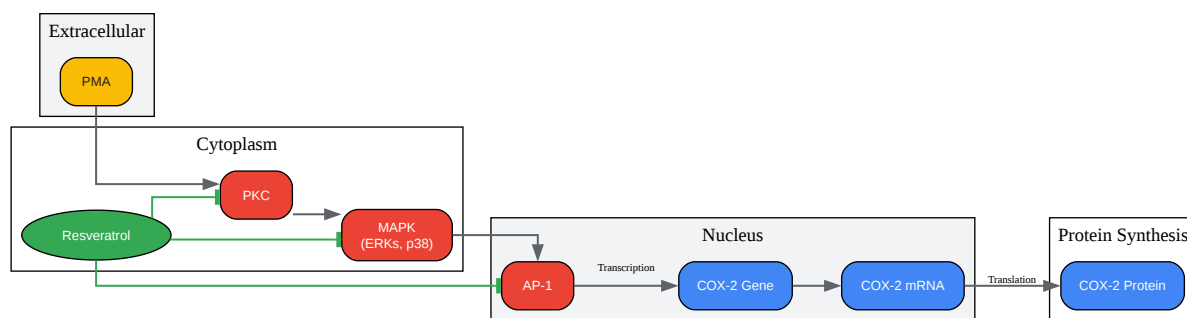 Extracellular
PMA
Cytoplasm
PKC
Resveratrol
MAPK
(ERKs, p38)
Nucleus
AP-1
Transcription
COX-2 Gene
COX-2 mRNA
Translation
Protein Synthesis
COX-2 Protein